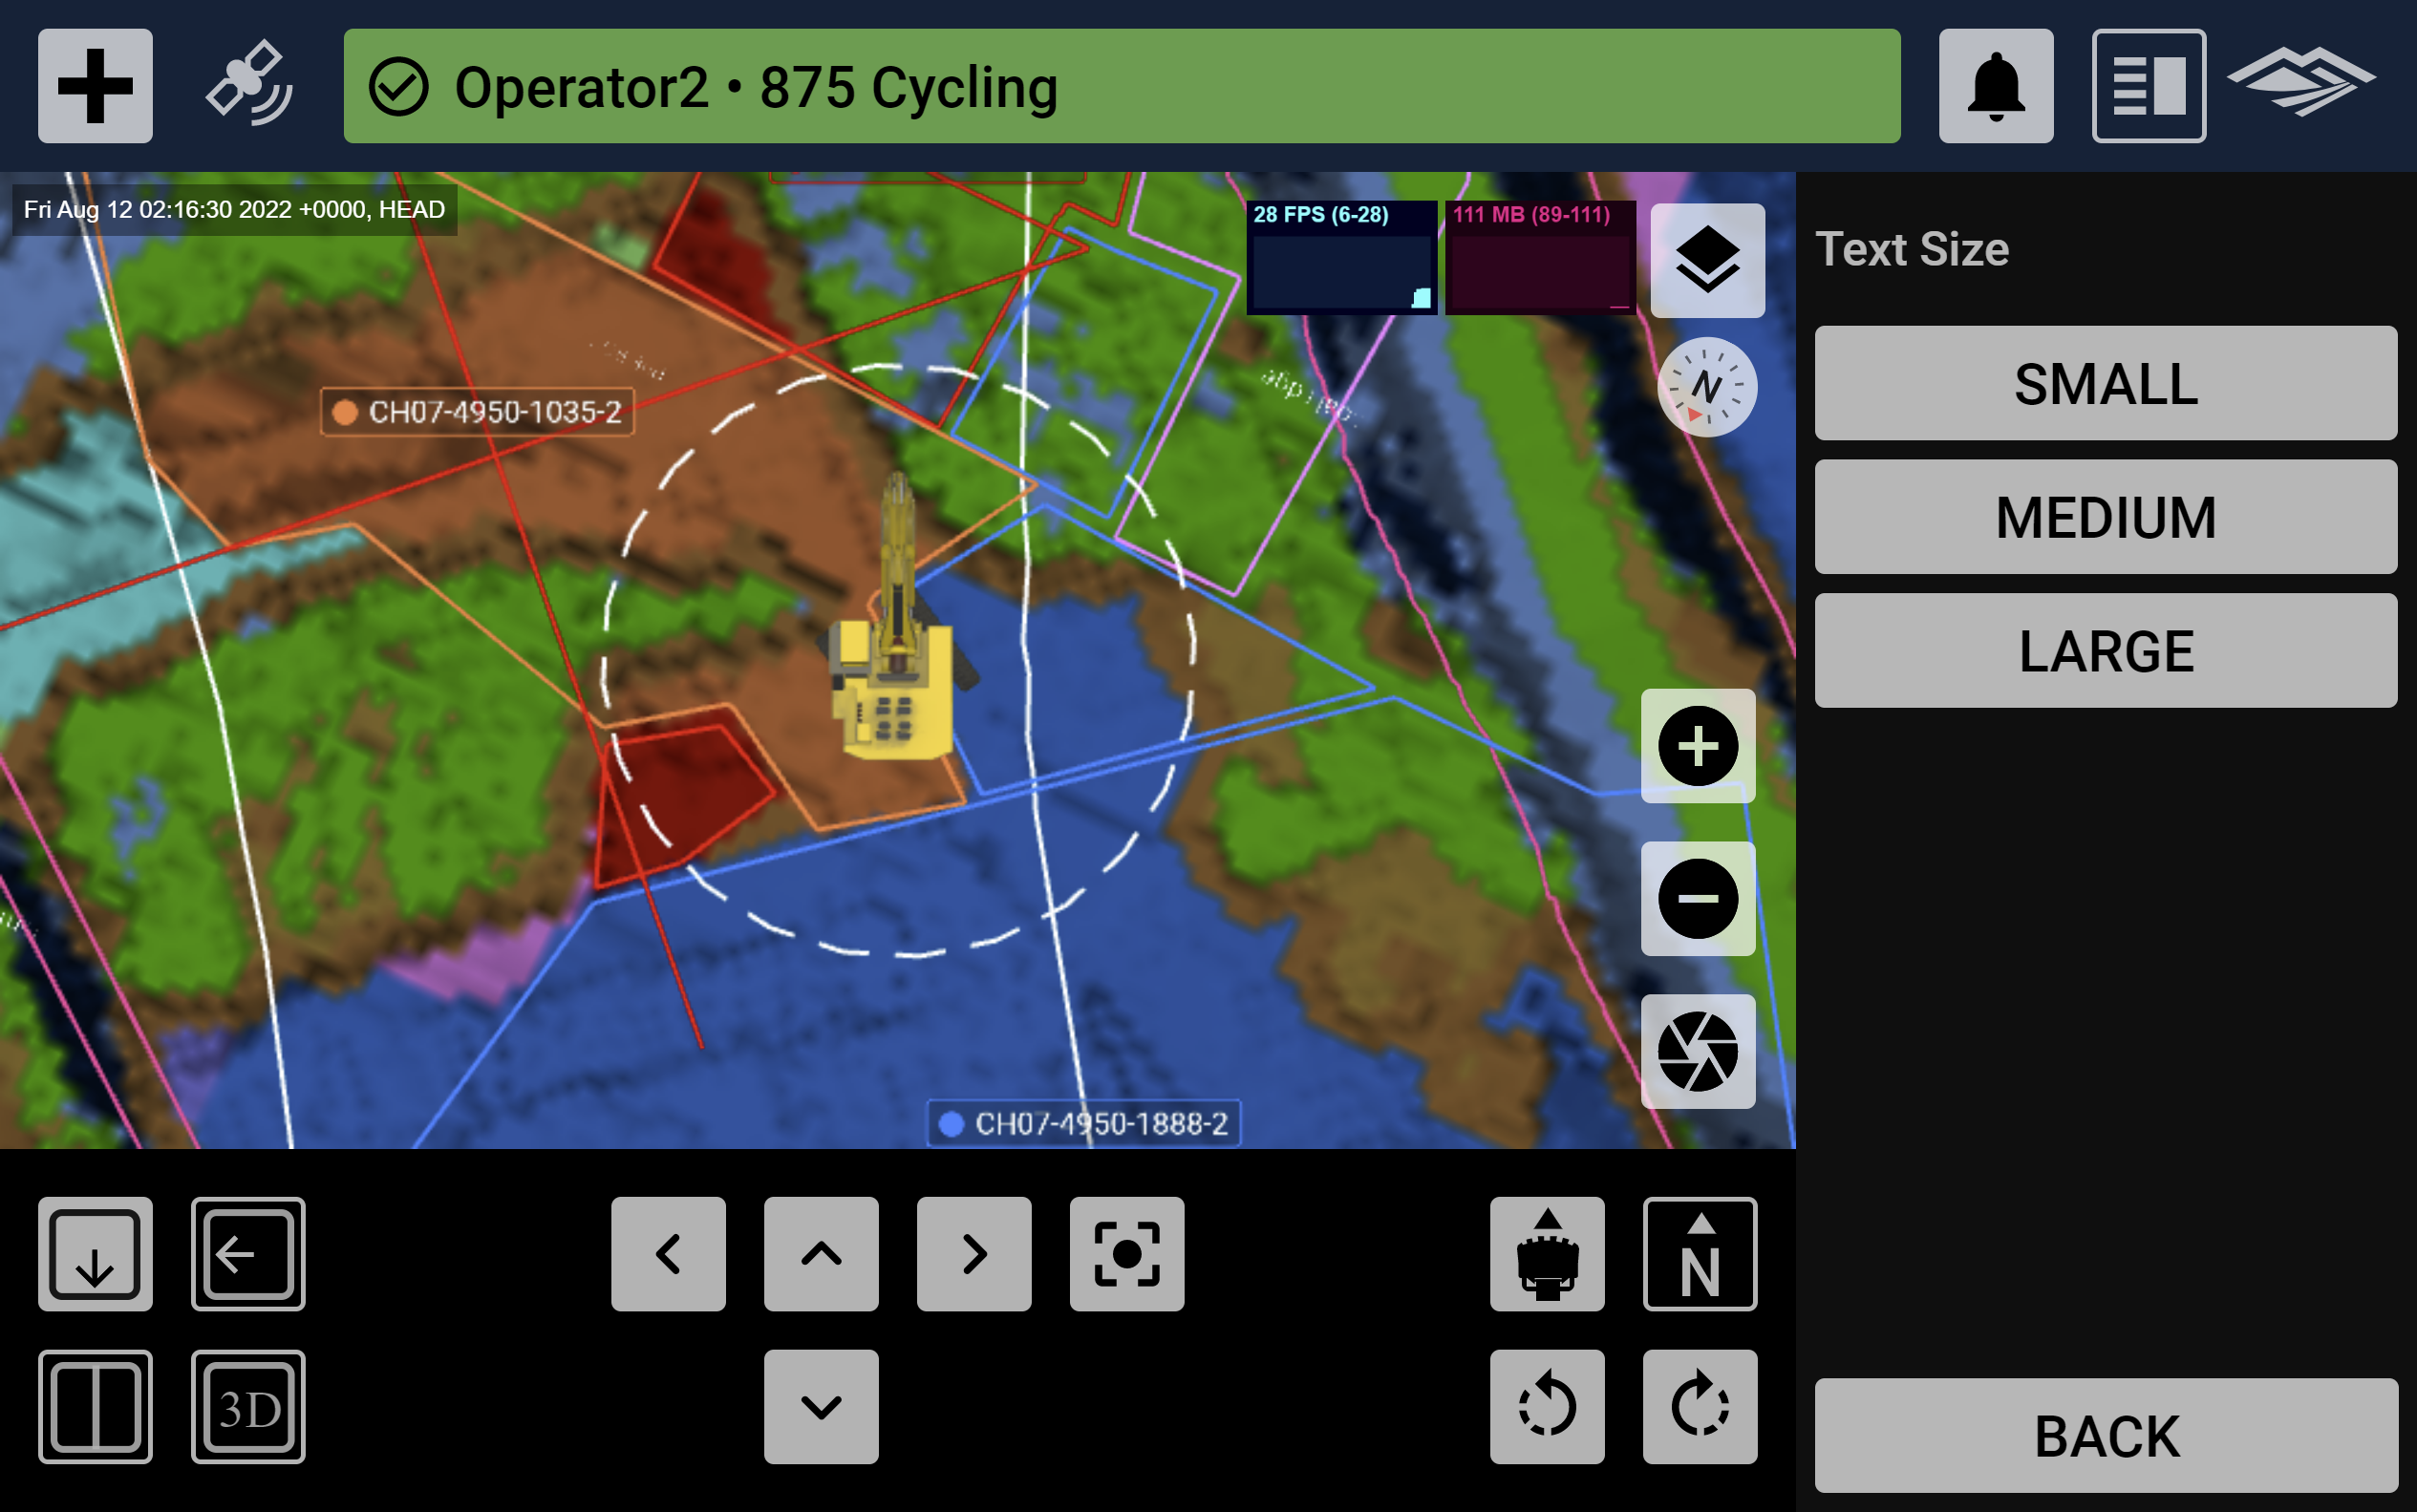 Operator2 • 875 Cycling
Fri Aug 12 02:16:30 2022 +0000, HEAD
28 FPS (6-28)
111 MB (89-111)
N
CH07-4950-1035-2
CH07-4950-1888-2
Text Size
SMALL
MEDIUM
LARGE
N
3D
BACK